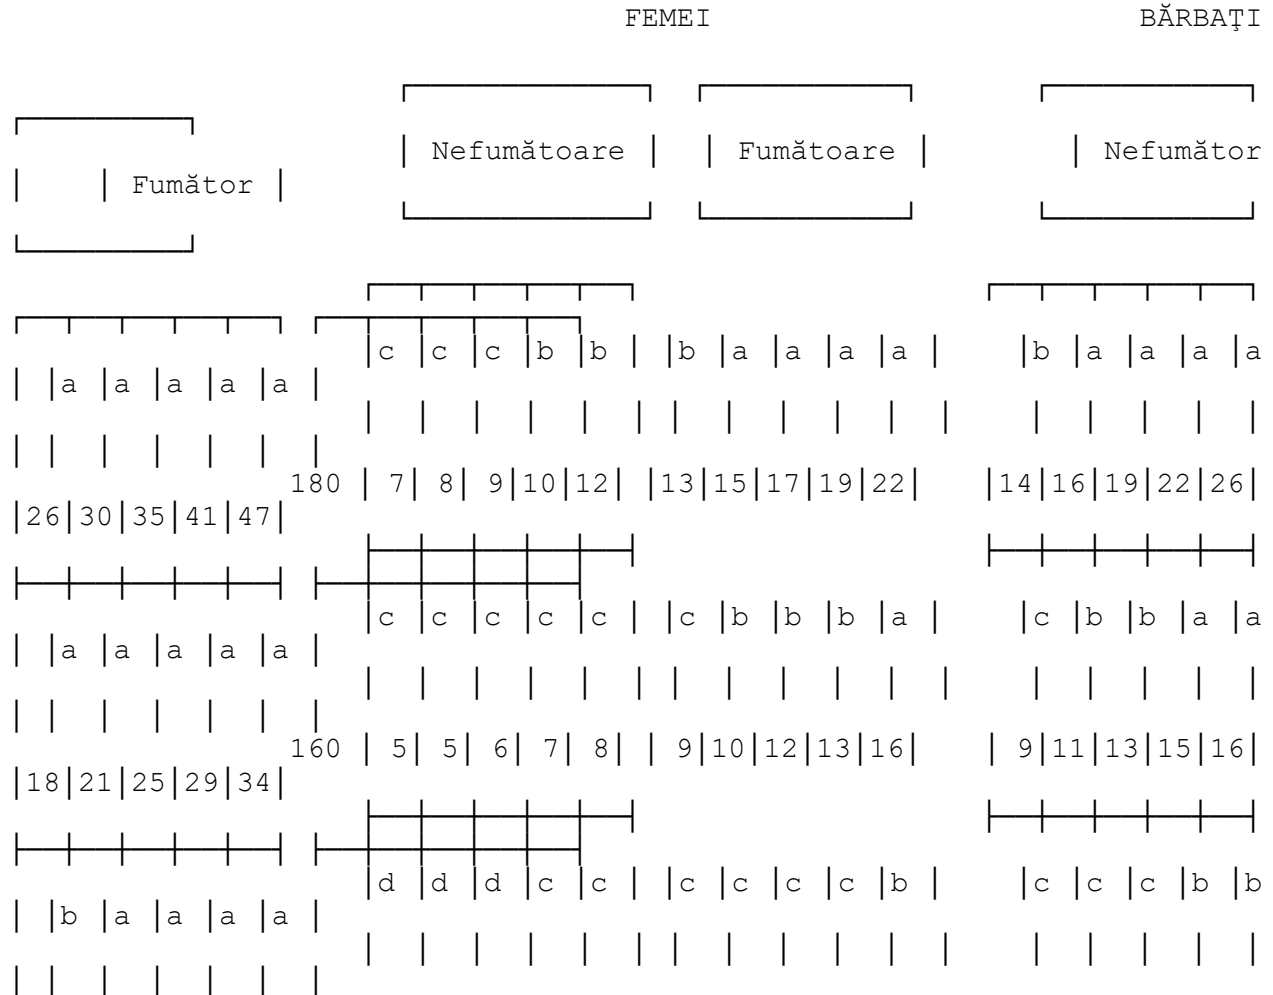 FEMEI BĂRBAŢI
| Nefumătoare | | Fumătoare | | Nefumător
| | Fumător |
|c |c |c |b |b | |b |a |a |a |a | |b |a |a |a |a
| |a |a |a |a |a |
| | | | | | | | | | | | | | | | |
| | | | | | |
180 | 7| 8| 9|10|12| |13|15|17|19|22| |14|16|19|22|26|
|26|30|35|41|47|
|c |c |c |c |c | |c |b |b |b |a | |c |b |b |a |a
| |a |a |a |a |a |
| | | | | | | | | | | | | | | | |
| | | | | | |
160 | 5| 5| 6| 7| 8| | 9|10|12|13|16| | 9|11|13|15|16|
|18|21|25|29|34|
|d |d |d |c |c | |c |c |c |c |b | |c |c |c |b |b
| |b |a |a |a |a |
| | | | | | | | | | | | | | | | |
| | | | | | |